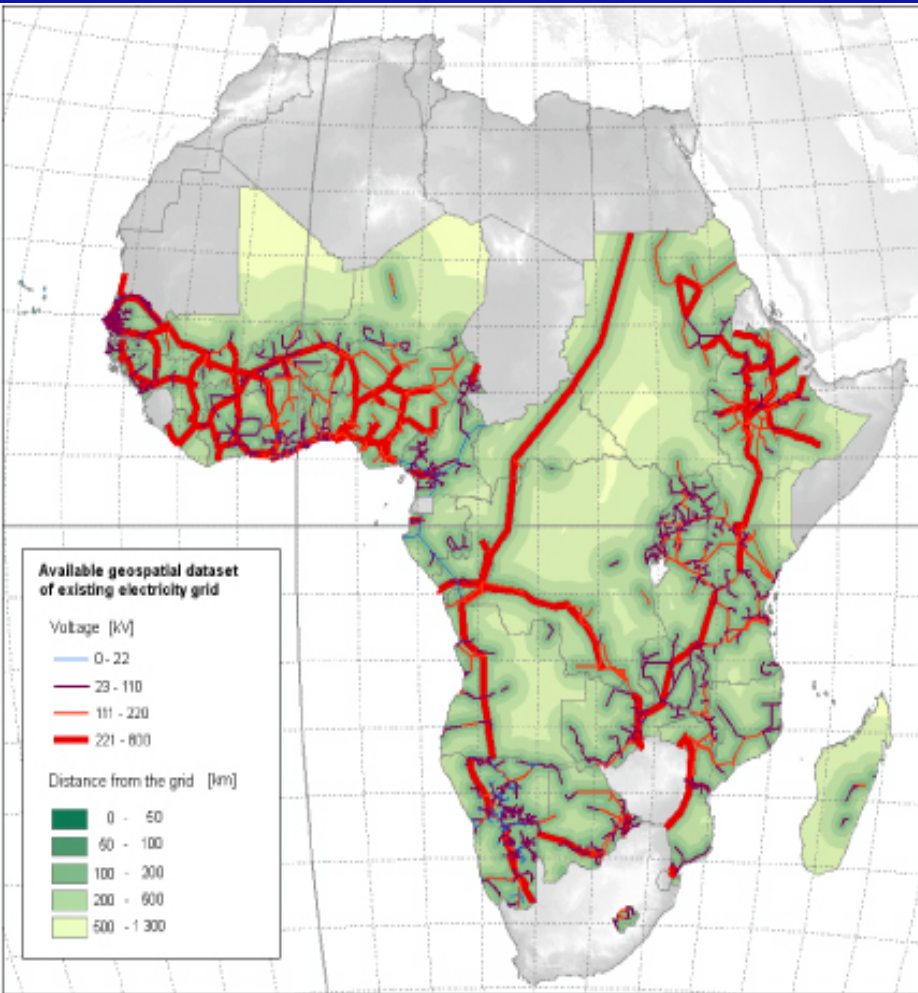 Available geospatial dataset
of existing electricity grid
Voltage [kV]
0 - 22
23 - 110
111 - 220
221 - 800
Distance from the grid [km]
0 - 50
50 - 100
100 - 200
200 - 600
500 - 1 300